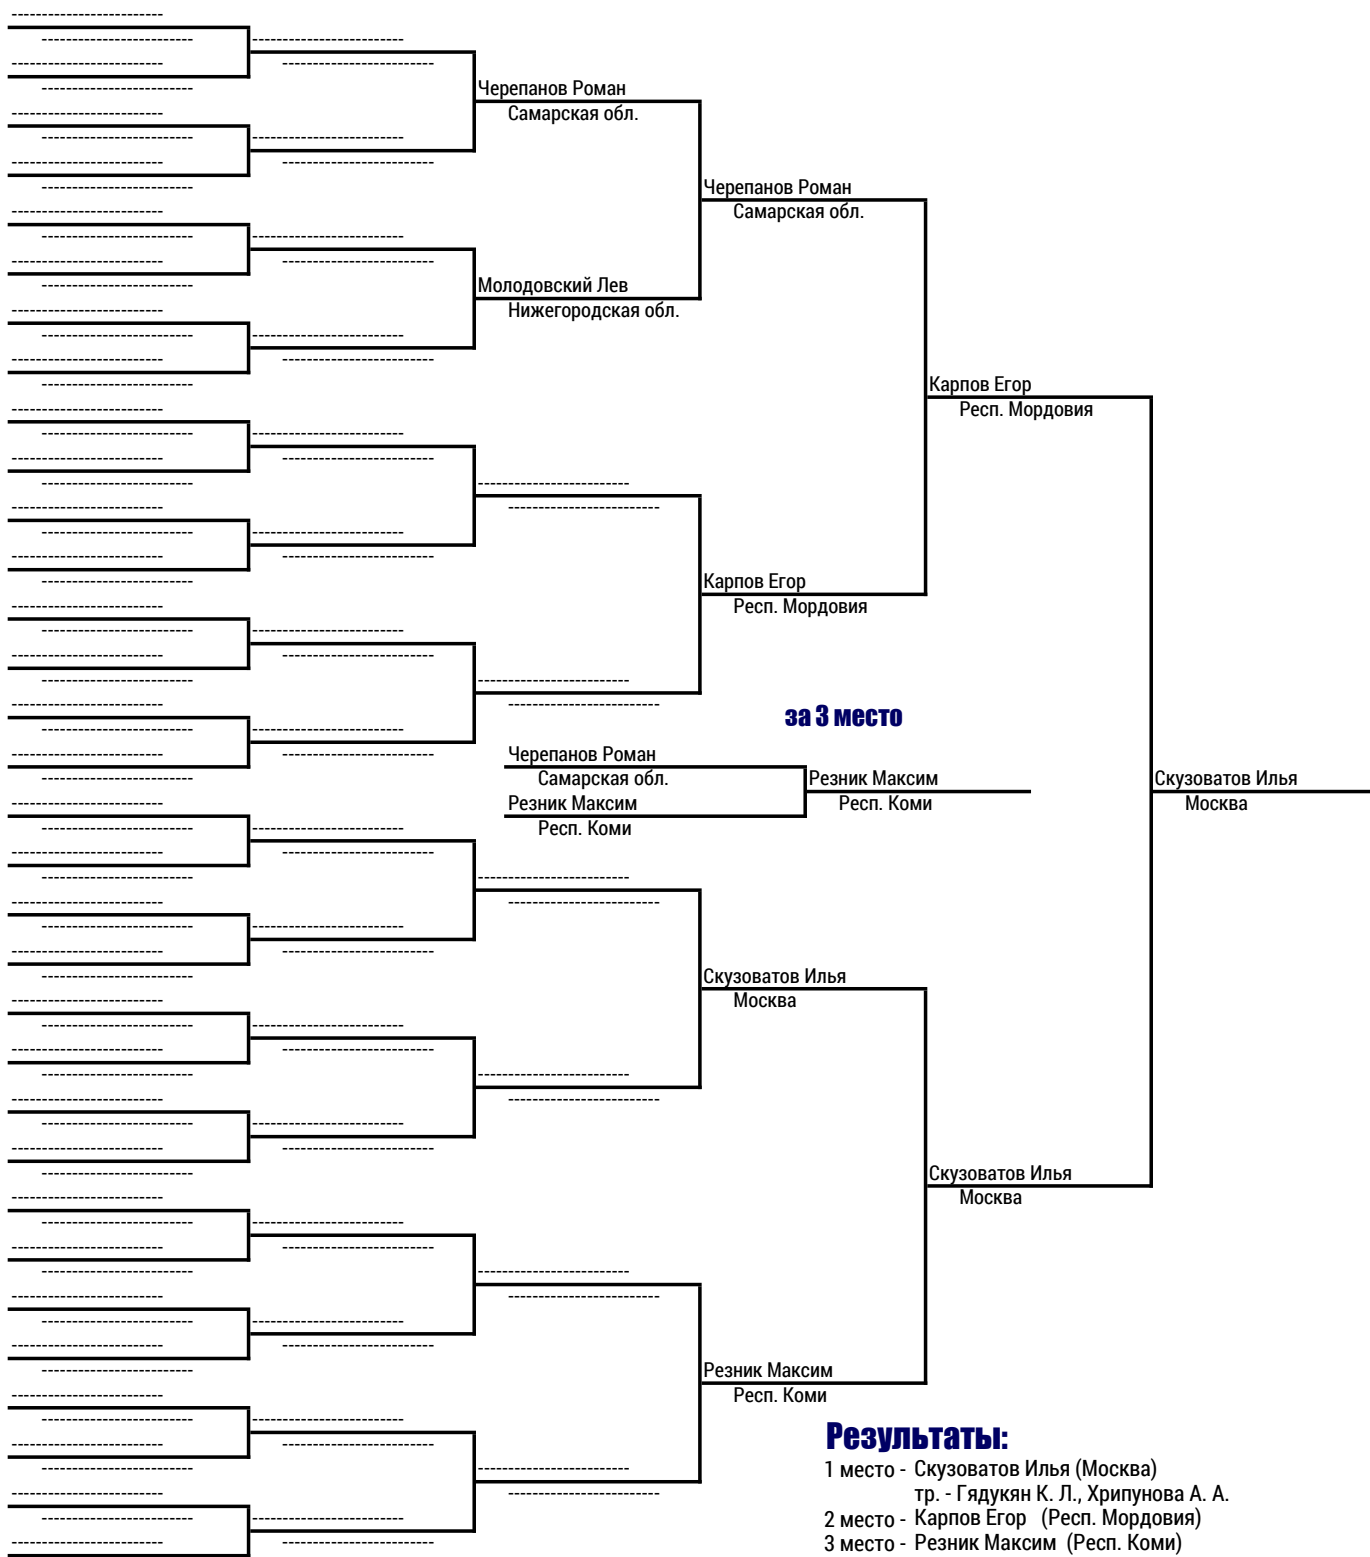 Черепанов Роман
Самарская обл.
Черепанов Роман
Самарская обл.
Молодовский Лев
Нижегородская обл.
Карпов Егор
Респ. Мордовия
Карпов Егор
Респ. Мордовия
за 3 место
Черепанов Роман
Самарская обл.
Резник Максим
Респ. Коми
Резник Максим
Респ. Коми
Скузоватов Илья
Москва
Скузоватов Илья
Москва
Скузоватов Илья
Москва
Резник Максим
Респ. Коми
Результаты:
1 место - Скузоватов Илья (Москва)
тр. - Гядукян К. Л., Хрипунова А. А.
2 место - Карпов Егор (Респ. Мордовия)
3 место - Резник Максим (Респ. Коми)